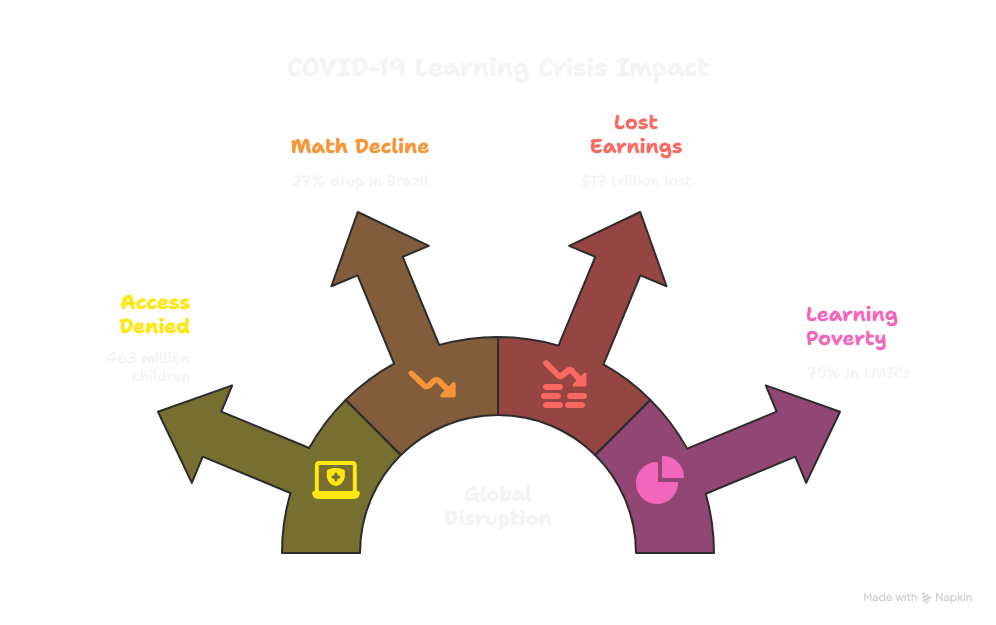 COVID-19 Learning Crisis Impact
Lost
Earnings
Math Decline
27% drop in Brazil
$17 trillion lost
Access
Denied
463 million
children
Learning
Poverty
70% in LMICs
Global
Disruption
Made with Napkin